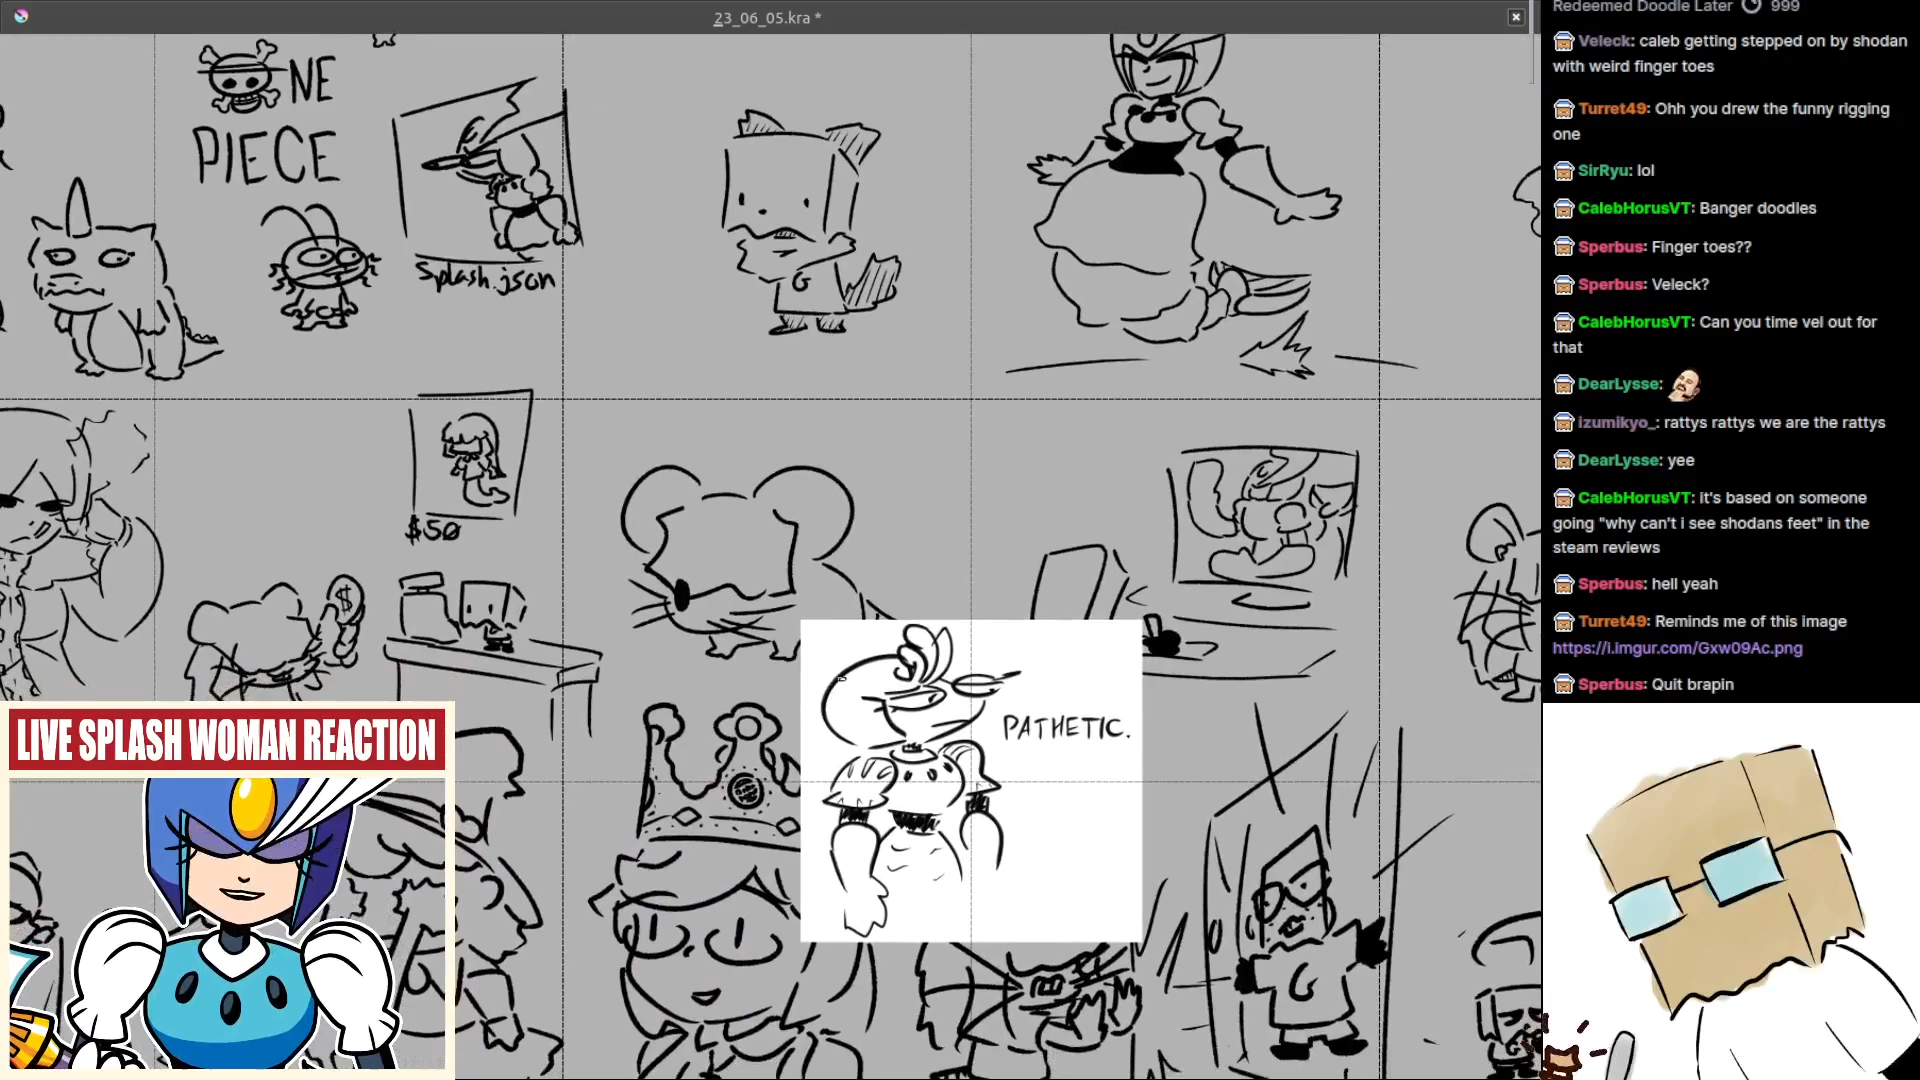 23_06_05.kra *
NE
PIECE
Splash.json
G
$50
$
PATHETIC.
G
LIVE SPLASH WOMAN REACTION
Redeemed Doodle Later 999
Veleck: caleb getting stepped on by shodan
with weird finger toes
Turret49: Ohh you drew the funny rigging
one
SirRyu: lol
CalebHorusVT: Banger doodles
Sperbus: Finger toes??
Sperbus: Veleck?
CalebHorusVT: Can you time vel out for
that
DearLysse:
izumikyo_: rattys rattys we are the rattys
DearLysse: yee
CalebHorusVT: it's based on someone
going "why can't i see shodans feet" in the
steam reviews
Sperbus: hell yeah
Turret49: Reminds me of this image
https://i.imgur.com/Gxw09Ac.png
Sperbus: Quit brapin